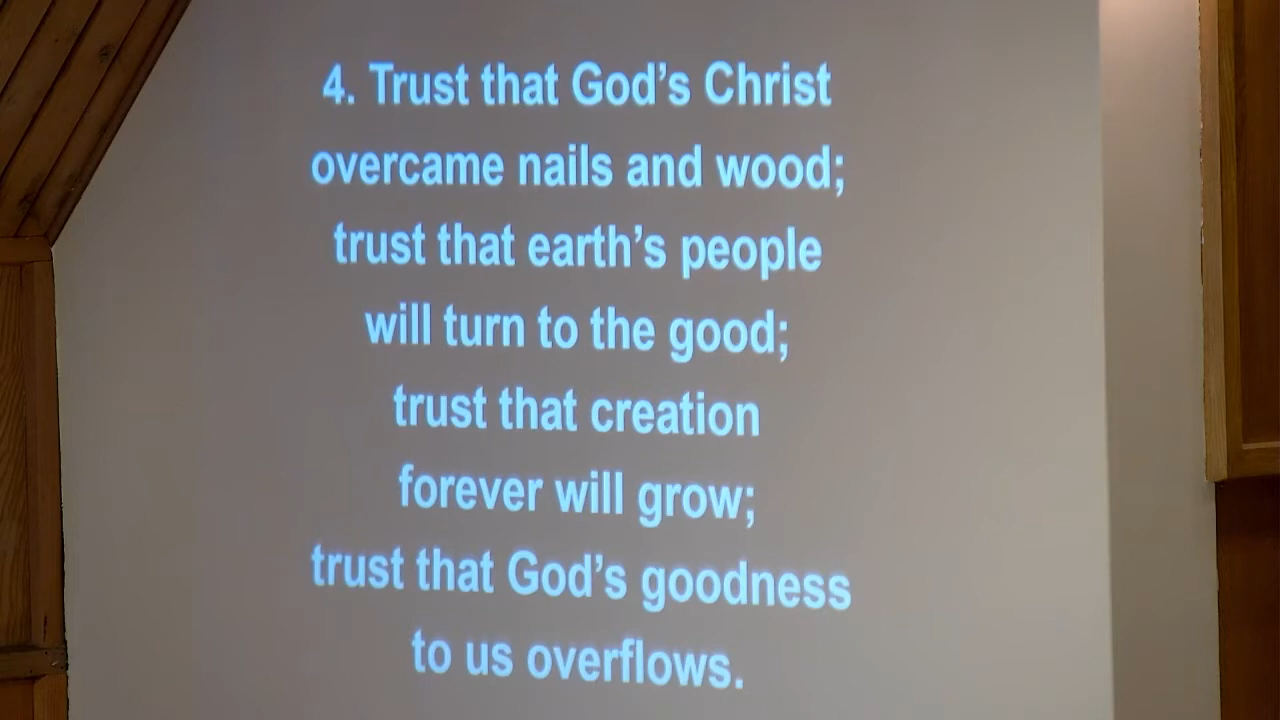 4. Trust that God’s Christ
overcame nails and wood;
trust that earth’s people
will turn to the good;
trust that creation
forever will grow;
trust that God’s goodness
to us overflows.